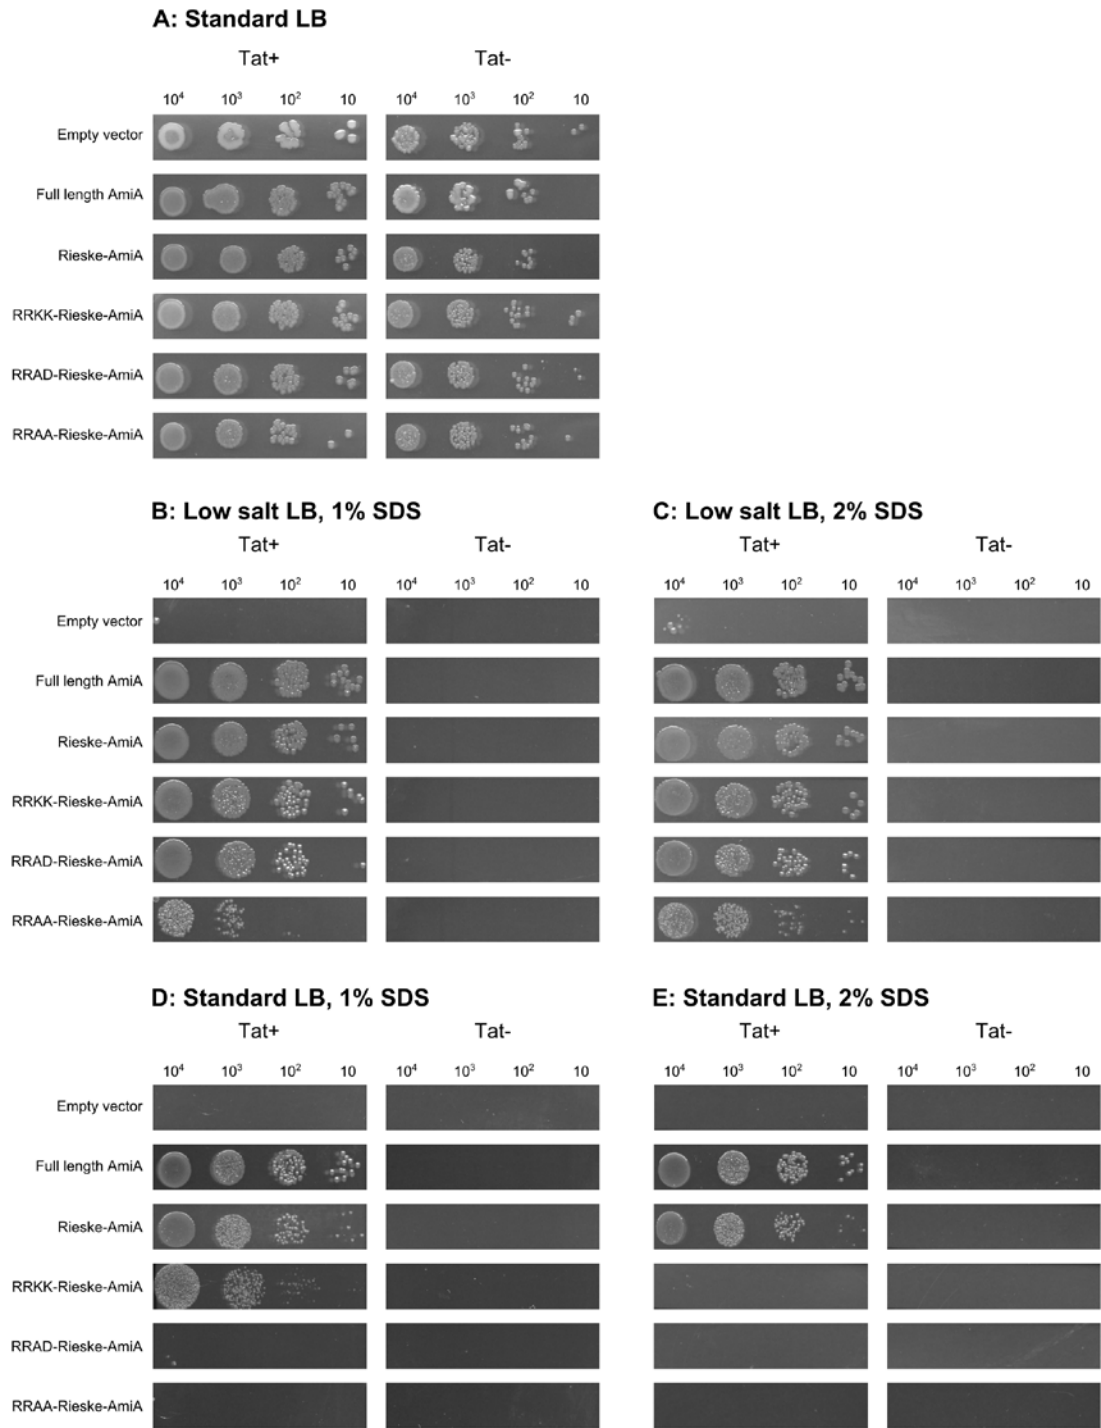 A: Standard LB
Tat+ Tat-
10⁴ 10³ 10² 10 10⁴ 10³ 10² 10
Empty vector
Full length AmiA
Rieske-AmiA
RRKK-Rieske-AmiA
RRAD-Rieske-AmiA
RRAA-Rieske-AmiA
B: Low salt LB, 1% SDS
Tat+ Tat-
10⁴ 10³ 10² 10 10⁴ 10³ 10² 10
Empty vector
Full length AmiA
Rieske-AmiA
RRKK-Rieske-AmiA
RRAD-Rieske-AmiA
RRAA-Rieske-AmiA
C: Low salt LB, 2% SDS
Tat+ Tat-
10⁴ 10³ 10² 10 10⁴ 10³ 10² 10
D: Standard LB, 1% SDS
Tat+ Tat-
10⁴ 10³ 10² 10 10⁴ 10³ 10² 10
Empty vector
Full length AmiA
Rieske-AmiA
RRKK-Rieske-AmiA
RRAD-Rieske-AmiA
RRAA-Rieske-AmiA
E: Standard LB, 2% SDS
Tat+ Tat-
10⁴ 10³ 10² 10 10⁴ 10³ 10² 10